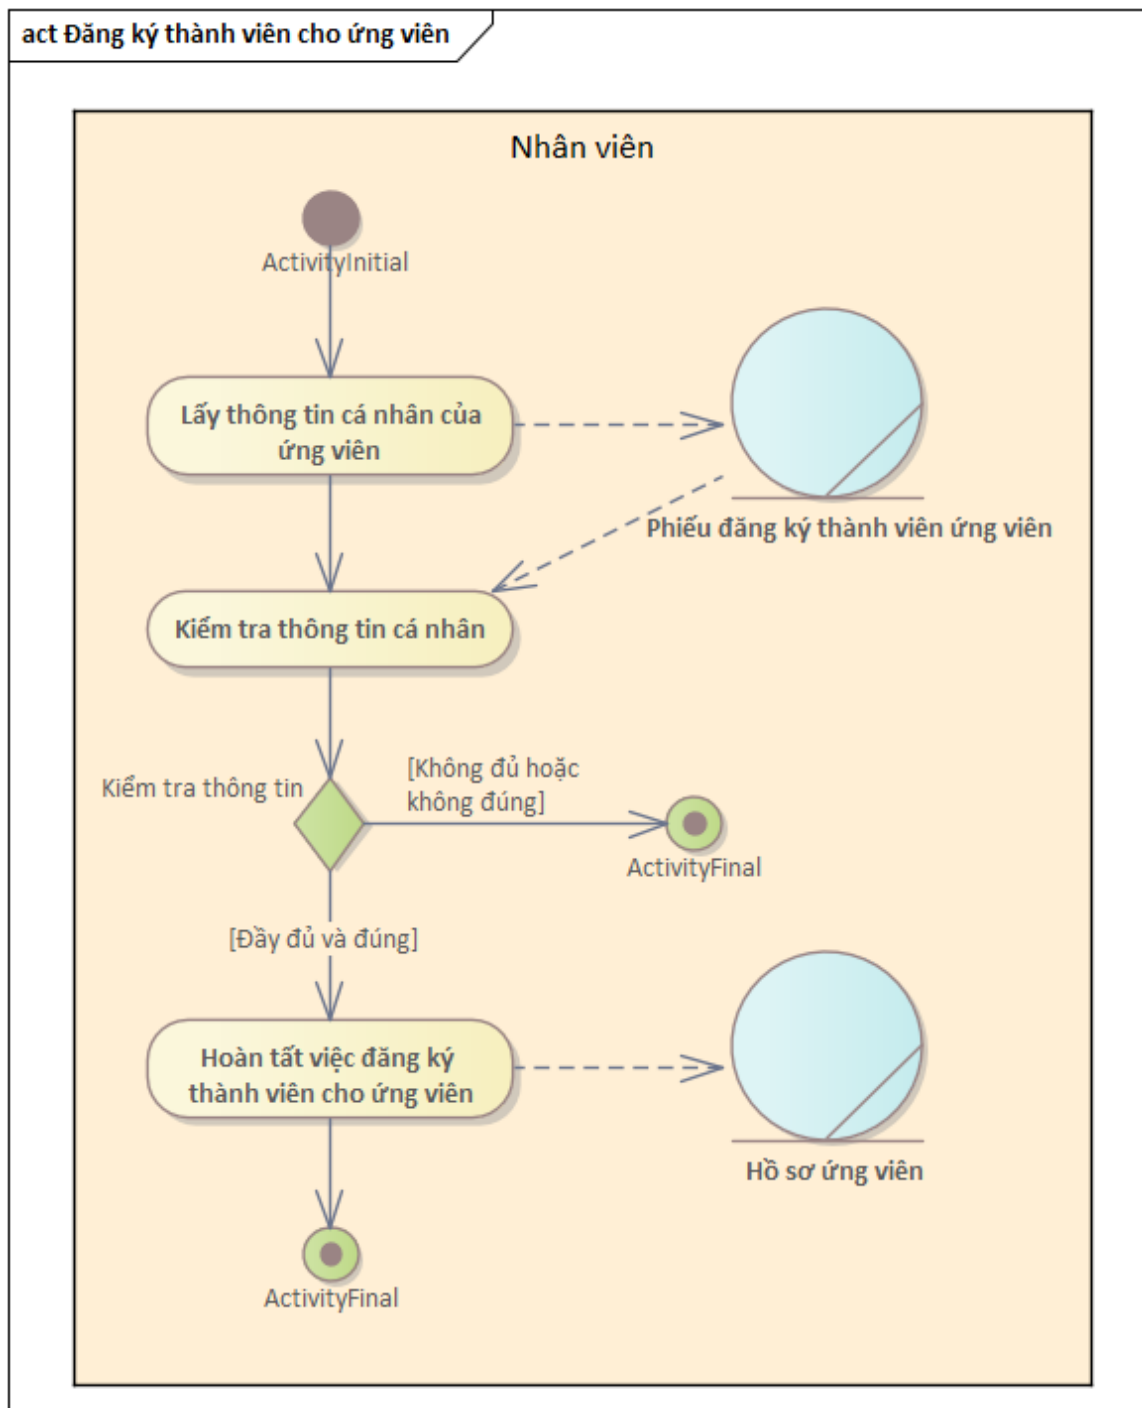 act Đăng ký thành viên cho ứng viên
Nhân viên
ActivityInitial
Lấy thông tin cá nhân của
ứng viên
Phiếu đăng ký thành viên ứng viên
Kiểm tra thông tin cá nhân
Kiểm tra thông tin
[Không đủ hoặc
không đúng]
ActivityFinal
[Đầy đủ và đúng]
Hoàn tất việc đăng ký
thành viên cho ứng viên
Hồ sơ ứng viên
ActivityFinal